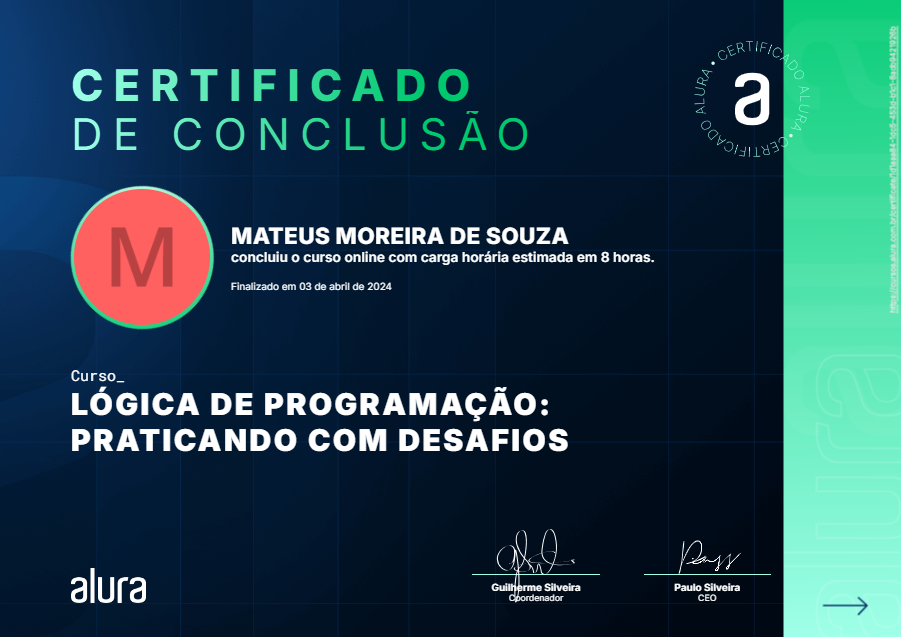 CERTIFICADO
DE CONCLUSÃO
CERTIFICADO ALURA • CERTIFICADO ALURA •
a
M
MATEUS MOREIRA DE SOUZA
concluiu o curso online com carga horária estimada em 8 horas.
Finalizado em 03 de abril de 2024
Curso_
LÓGICA DE PROGRAMAÇÃO:
PRATICANDO COM DESAFIOS
alura
Guilherme Silveira
Coordenador
Paulo Silveira
CEO
alura